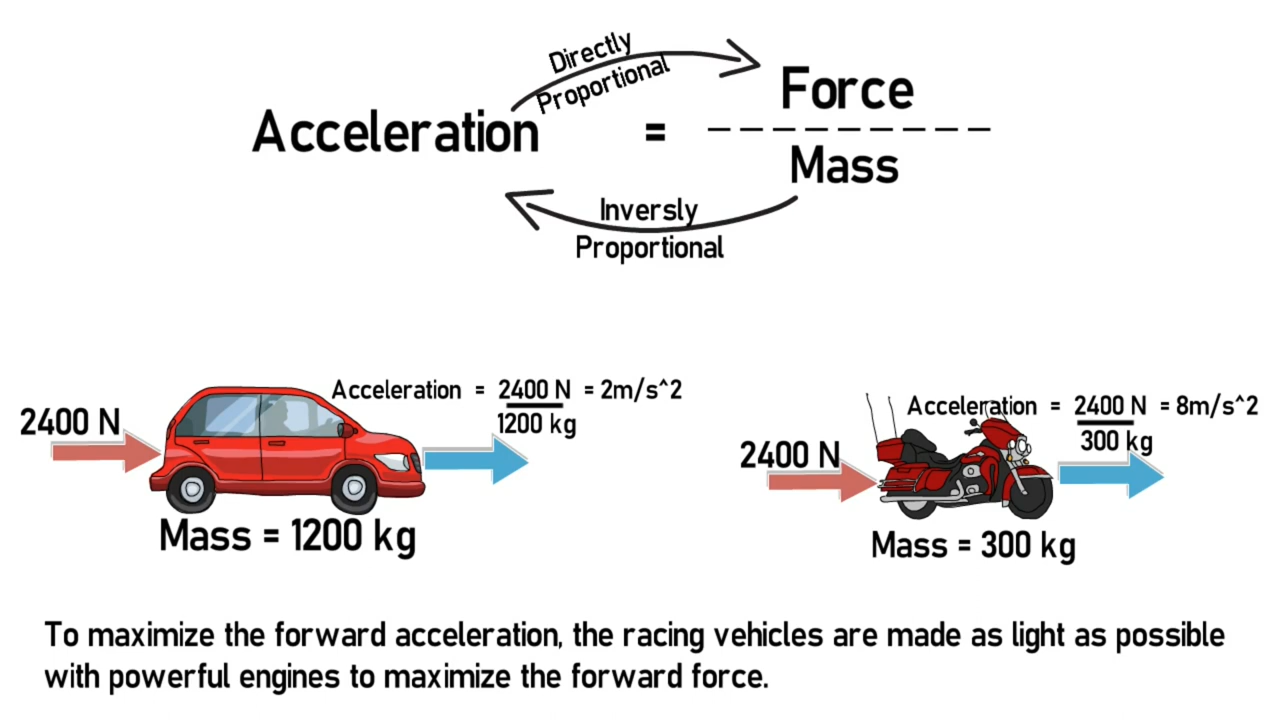 Directly
Proportional
Force
Acceleration = ----------
Mass
Inversly
Proportional
2400 N
Acceleration = 2400 N = 2m/s^2
1200 kg
Mass = 1200 kg
2400 N
Acceleration = 2400 N = 8m/s^2
300 kg
Mass = 300 kg
To maximize the forward acceleration, the racing vehicles are made as light as possible
with powerful engines to maximize the forward force.